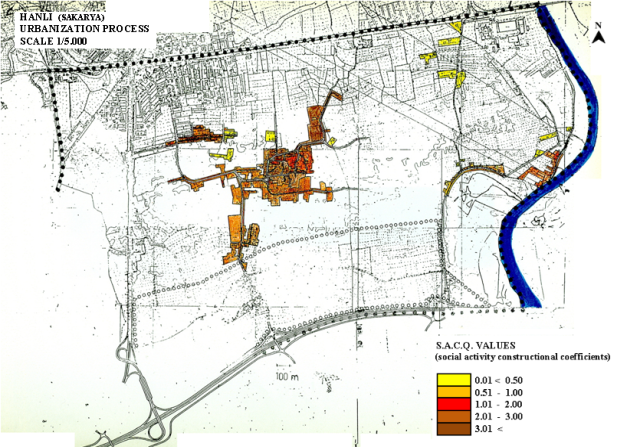 HANLI (SAKARYA)
URBANIZATION PROCESS
SCALE 1/5.000
N
100 m
S.A.C.Q. VALUES
(social activity constructional coefficients)
0.01 < 0.50
0.51 - 1.00
1.01 - 2.00
2.01 - 3.00
3.01 <